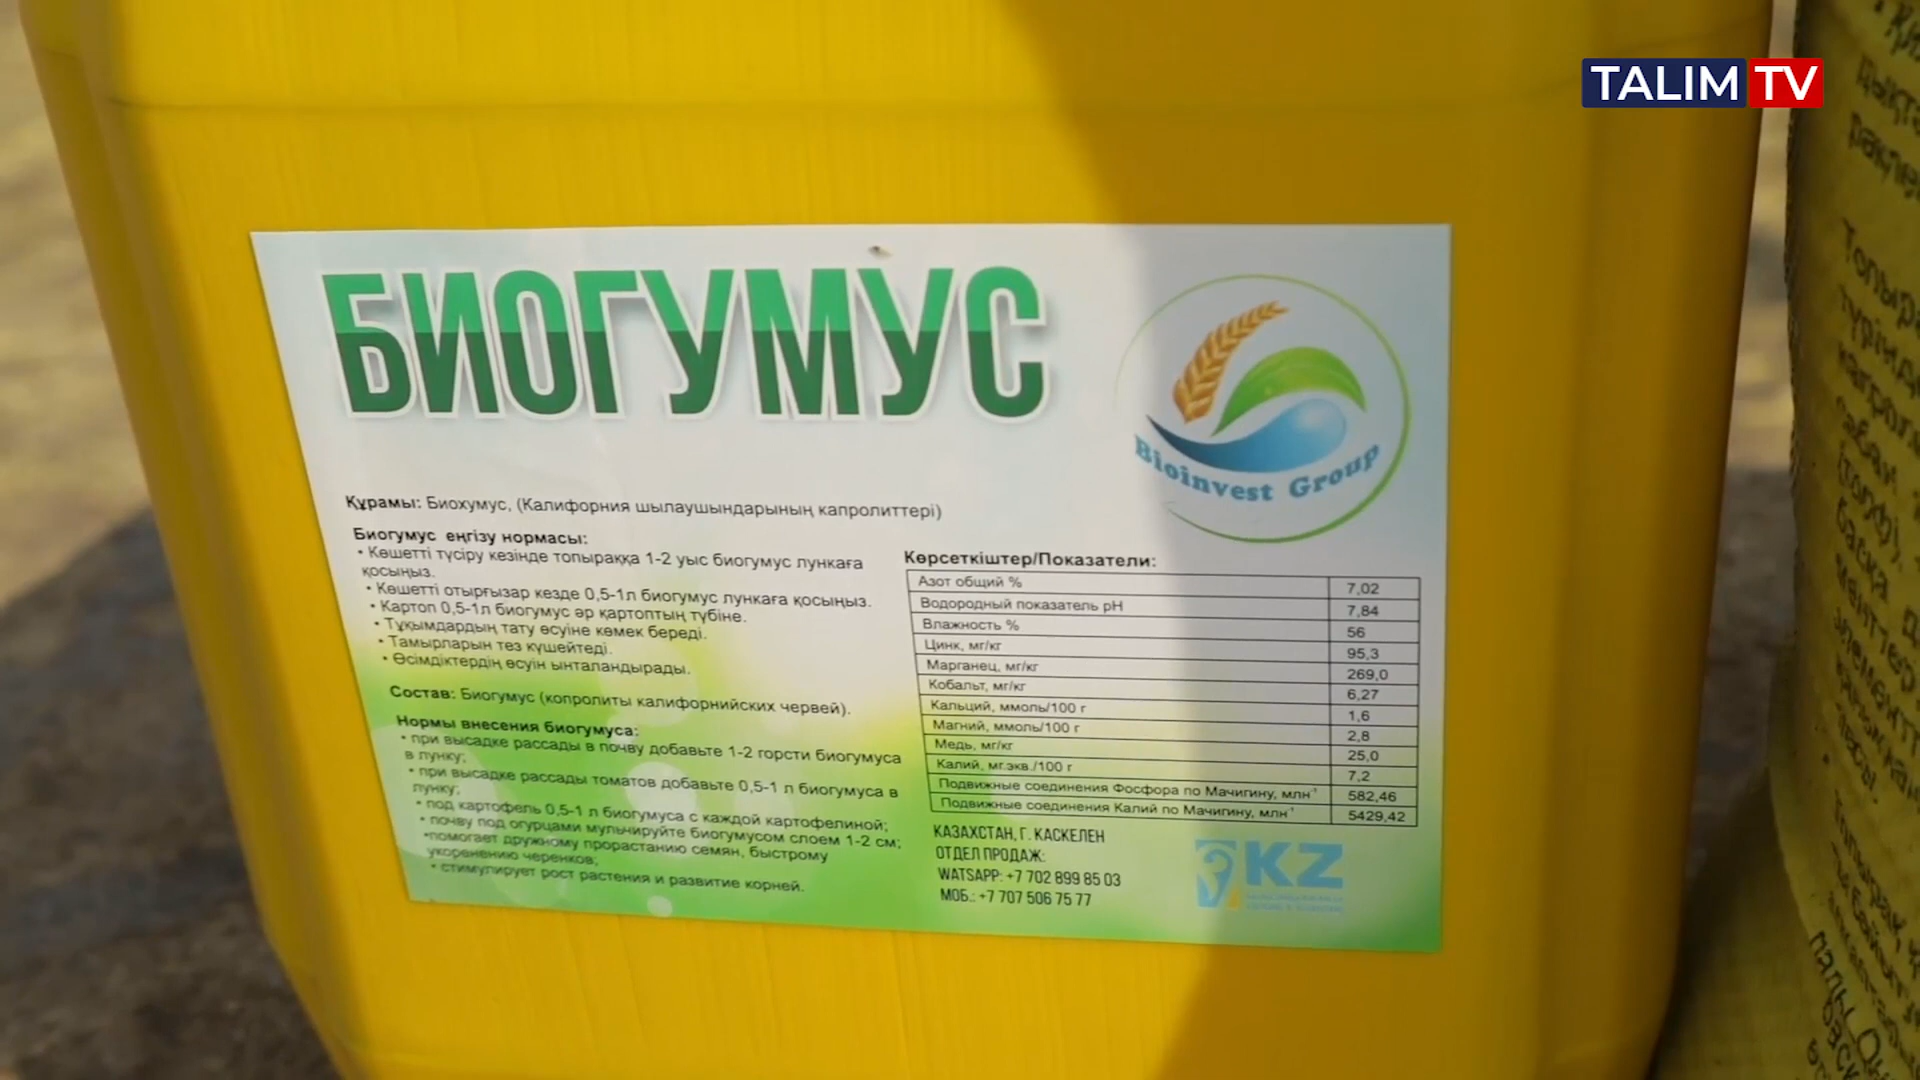 TALIM TV
БИОГУМУС
Bioinvest Group
Құрамы: Биохумус, (Калифорния шылаушындарының капролиттері)
Биогумус еңгізу нормасы:
• Көшетті түсіру кезінде топыраққа 1-2 уыс биогумус лункаға
қосыңыз.
• Көшетті отырғызар кезде 0,5-1л биогумус лункаға қосыңыз.
• Картоп 0,5-1л биогумус әр қартоптың түбіне.
• Тұқымдардың тату өсуіне көмек береді.
• Тамырларын тез күшейтеді.
• Өсімдіктердің өсуін ынталандырады.
Состав: Биогумус (копролиты калифорнийских червей).
Нормы внесения биогумуса:
• при высадке рассады в почву добавьте 1-2 горсти биогумуса
в лунку;
• при высадке рассады томатов добавьте 0,5-1 л биогумуса в
лунку;
• под картофель 0,5-1 л биогумуса с каждой картофелиной;
• почву под огурцами мульчируйте биогумусом слоем 1-2 см;
•помогает дружному прорастанию семян, быстрому
укоренению черенков;
• стимулирует рост растения и развитие корней.
Көрсеткіштер/Показатели:
Азот общий % 7,02
Водородный показатель pH 7,84
Влажность % 56
Цинк, мг/кг 95,3
Марганец, мг/кг 269,0
Кобальт, мг/кг 6,27
Кальций, ммоль/100 г 1,6
Магний, ммоль/100 г 2,8
Медь, мг/кг 25,0
Калий, мг.экв./100 г 7,2
Подвижные соединения Фосфора по Мачигину, млн⁻¹ 582,46
Подвижные соединения Калий по Мачигину, млн⁻¹ 5429,42
КАЗАХСТАН, Г. КАСКЕЛЕН
ОТДЕЛ ПРОДАЖ:
WATSAPP: +7 702 899 85 03
МОБ.: +7 707 506 75 77
KZ